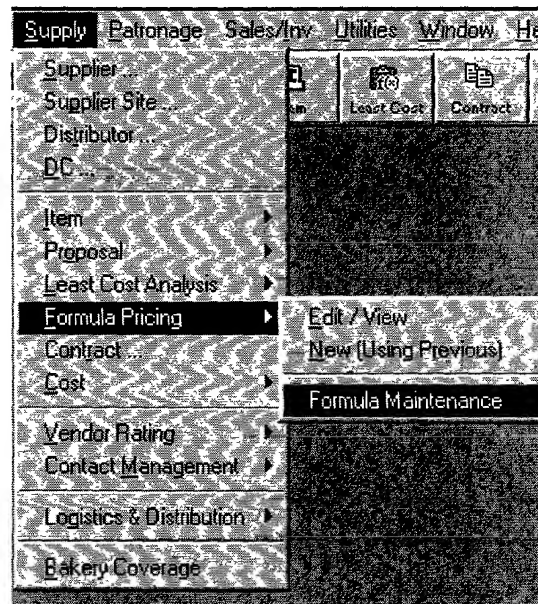 Supply Patronage Sales/Inv Utilities Window He
Supplier ...
Supplier Site ...
Distributor ...
DC ...
Least Cost
Contract
Item
Proposal
Least Cost Analysis
Formula Pricing
Edit / View
New (Using Previous)
Formula Maintenance
Contract ...
Cost
Vendor Rating
Contact Management
Logistics & Distribution
Bakery Coverage